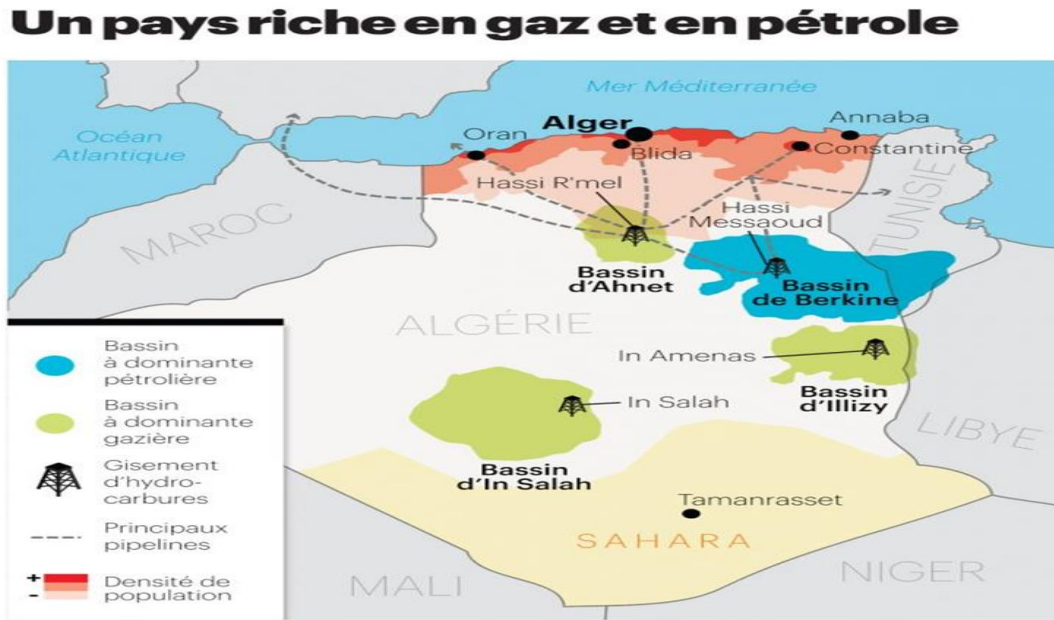 Un pays riche en gaz et en pétrole
Mer Méditerranée
Océan
Atlantique
Oran
Alger
Blida
Annaba
Constantine
Hassi R'mel
Hassi
Messaoud
MAROC
TUNISIE
Bassin
d'Ahnet
Bassin
de Berkine
ALGÉRIE
In Amenas
Bassin
d'Illizy
In Salah
LIBYE
Bassin
d'In Salah
Tamanrasset
SAHARA
MALI
NIGER
Bassin
à dominante
pétrolière
Bassin
à dominante
gazière
Gisement
d'hydro-
carbures
Principaux
pipelines
+
-
Densité de
population